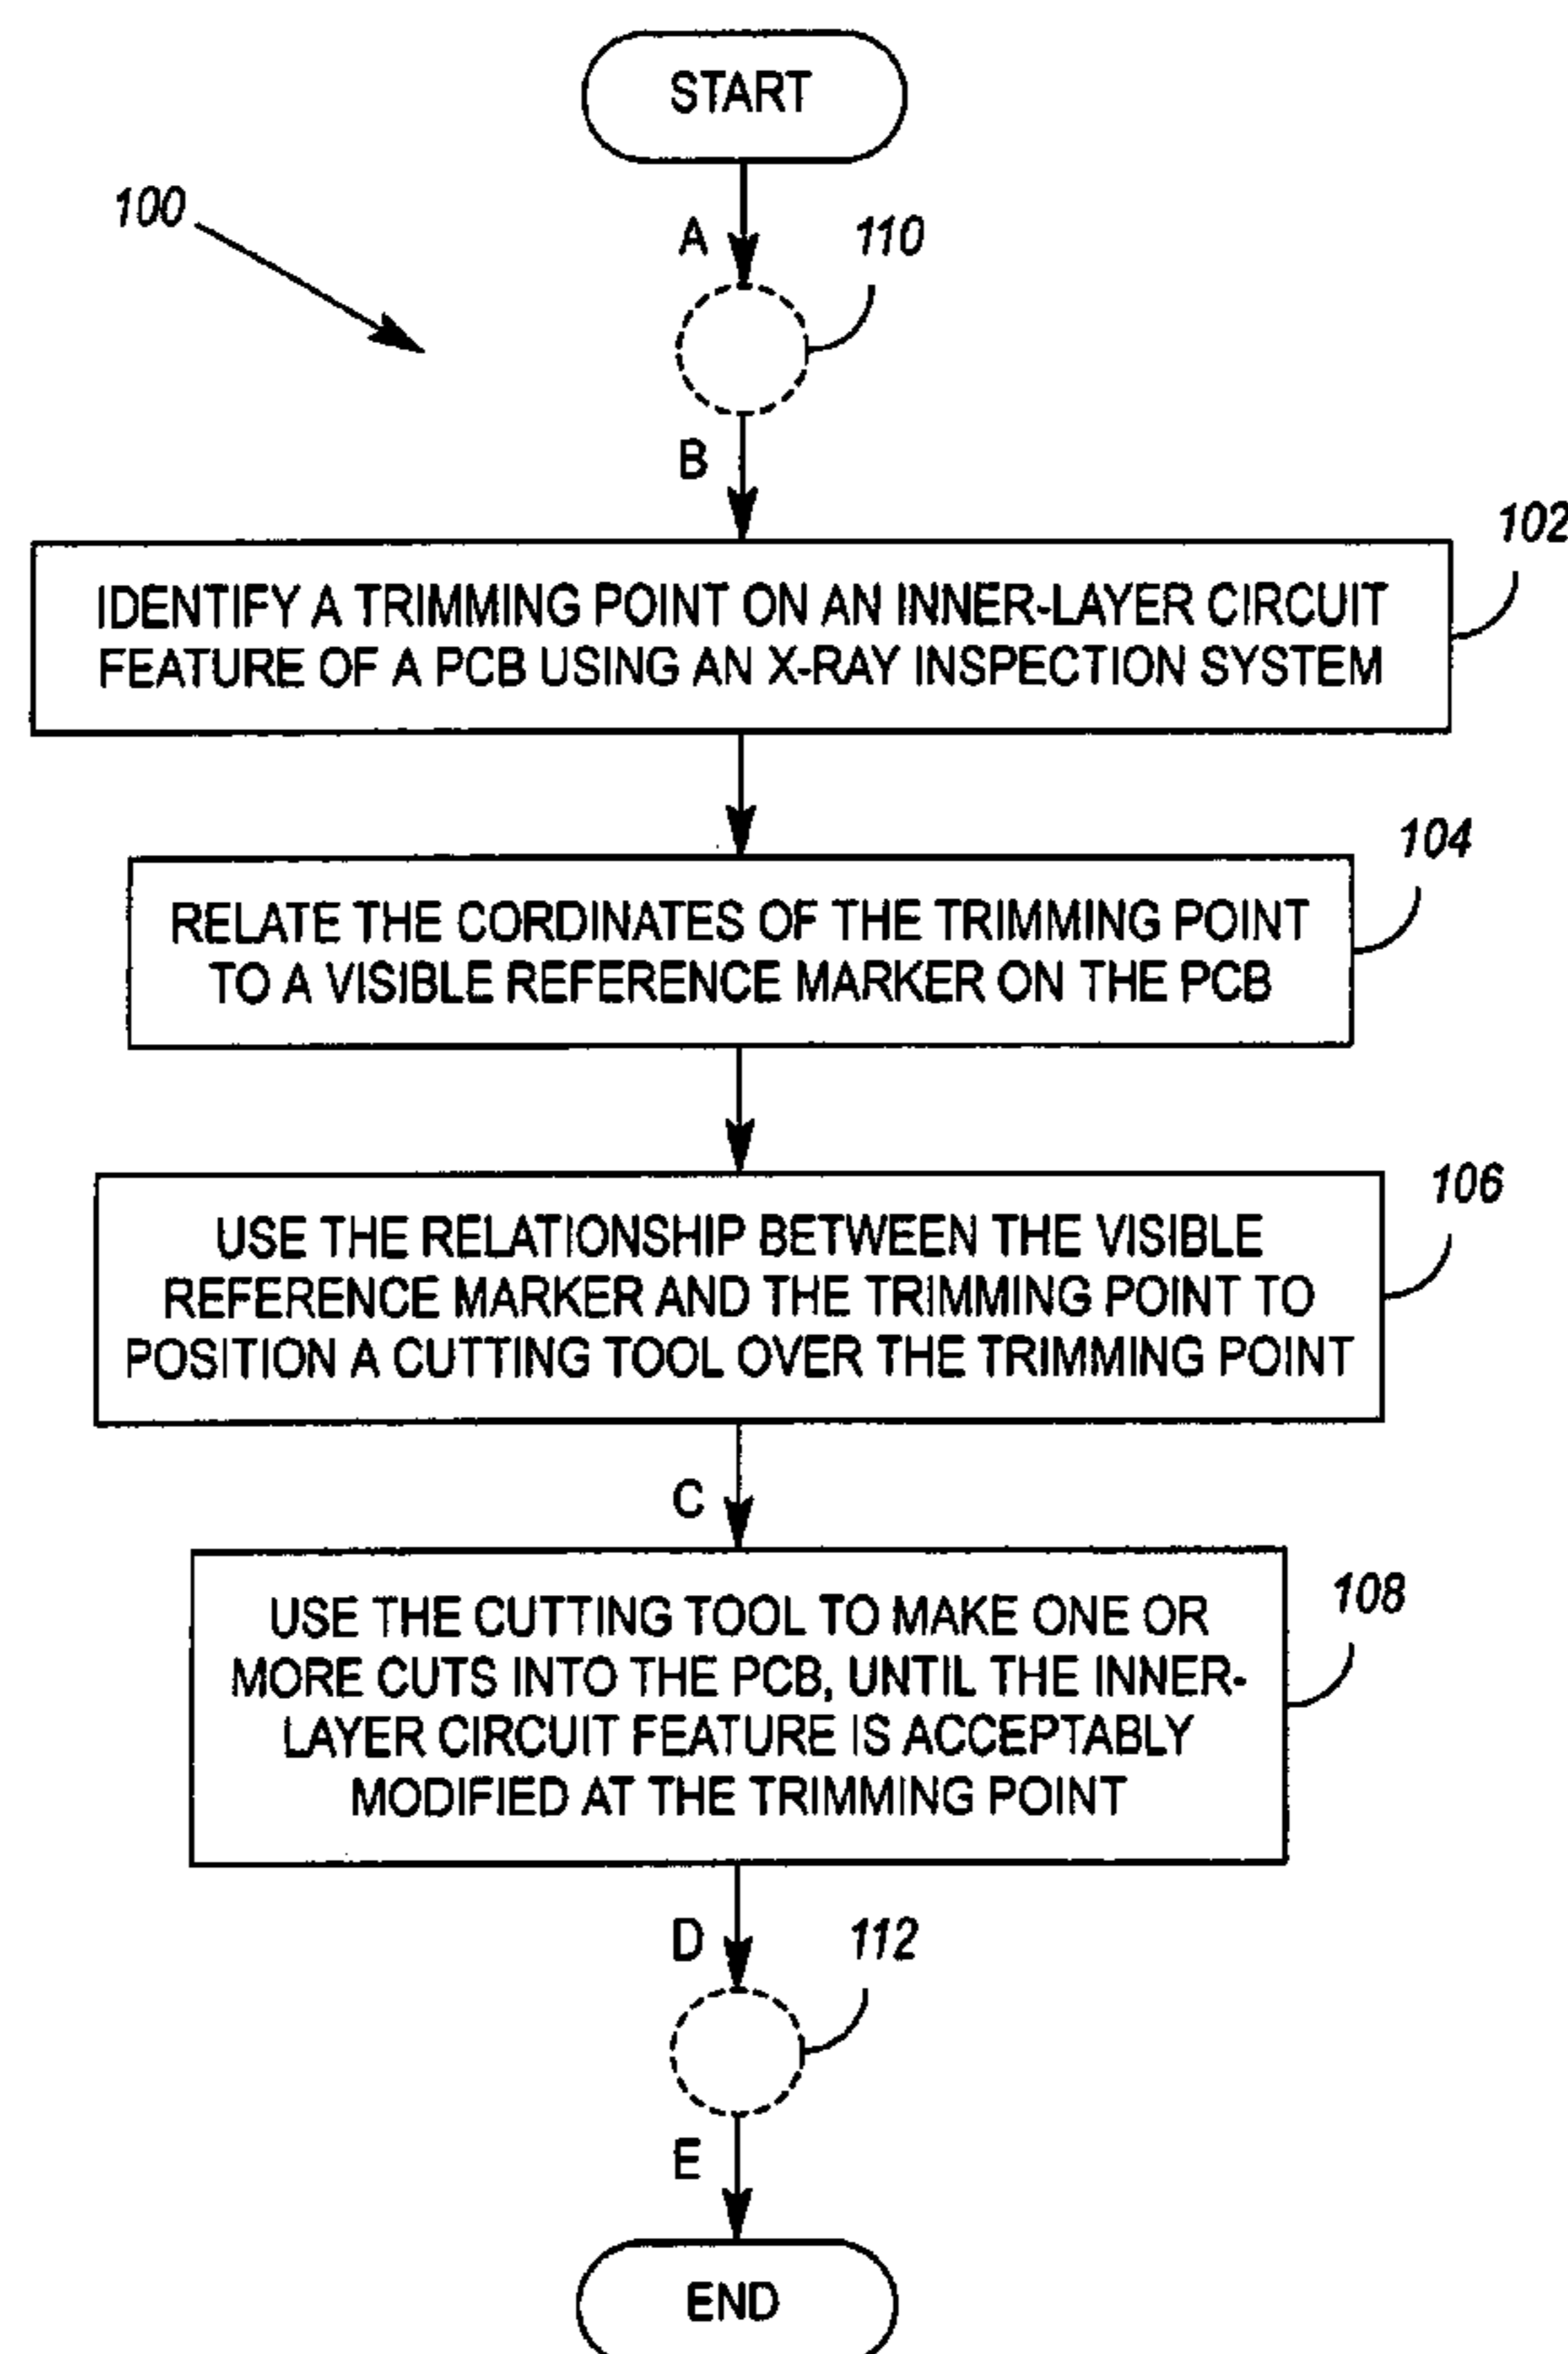 START
100
A
110
B
102
IDENTIFY A TRIMMING POINT ON AN INNER-LAYER CIRCUIT
FEATURE OF A PCB USING AN X-RAY INSPECTION SYSTEM
104
RELATE THE CORDINATES OF THE TRIMMING POINT
TO A VISIBLE REFERENCE MARKER ON THE PCB
106
USE THE RELATIONSHIP BETWEEN THE VISIBLE
REFERENCE MARKER AND THE TRIMMING POINT TO
POSITION A CUTTING TOOL OVER THE TRIMMING POINT
C
108
USE THE CUTTING TOOL TO MAKE ONE OR
MORE CUTS INTO THE PCB, UNTIL THE INNER-
LAYER CIRCUIT FEATURE IS ACCEPTABLY
MODIFIED AT THE TRIMMING POINT
D
112
E
END